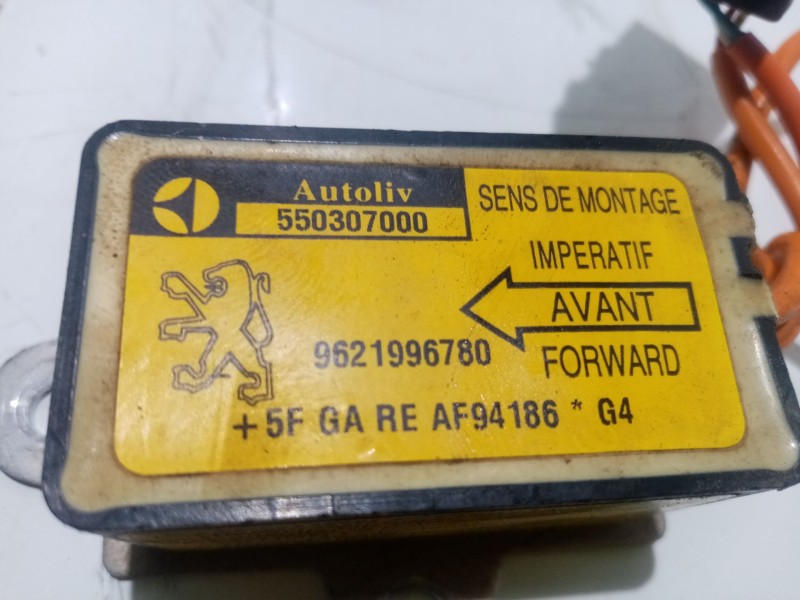 Autoliv
550307000
SENS DE MONTAGE
IMPERATIF
AVANT
FORWARD
9621996780
+5F GA RE AF94186 * G4